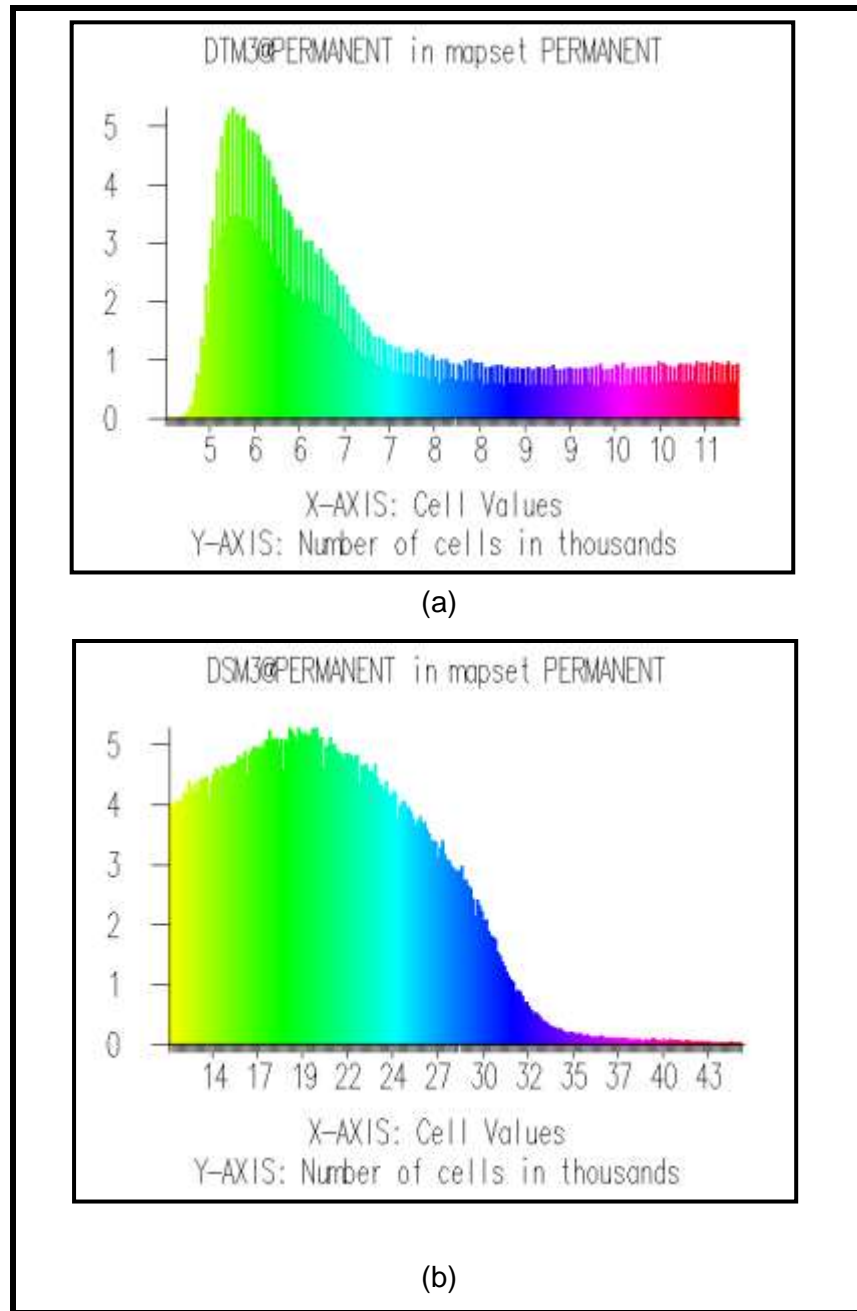 DTM3@PERMANENT in mapset PERMANENT
5
4
3
2
1
0
5 6 6 7 7 8 8 9 9 10 10 11
X-AXIS: Cell Values
Y-AXIS: Number of cells in thousands
(a)
DSM3@PERMANENT in mapset PERMANENT
5
4
3
2
1
0
14 17 19 22 24 27 30 32 35 37 40 43
X-AXIS: Cell Values
Y-AXIS: Number of cells in thousands
(b)